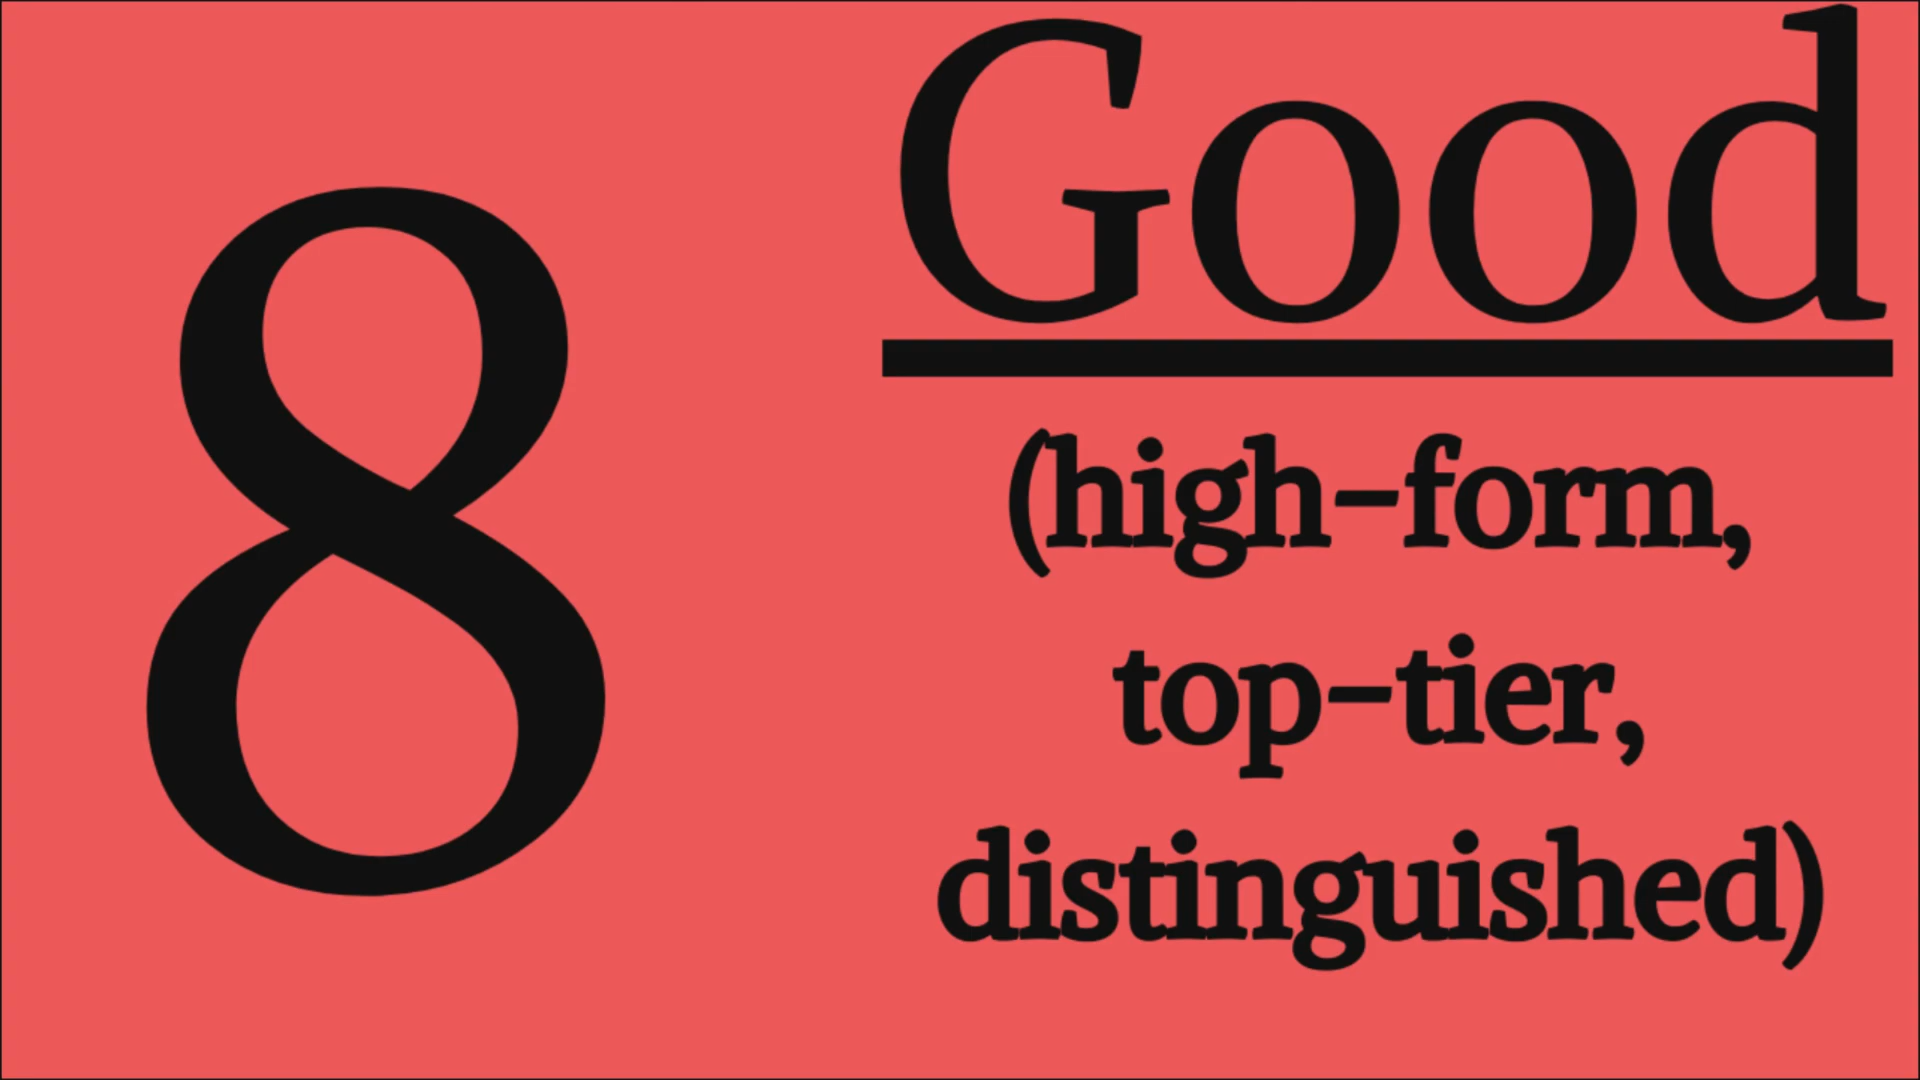 8
Good
(high-form,
top-tier,
distinguished)